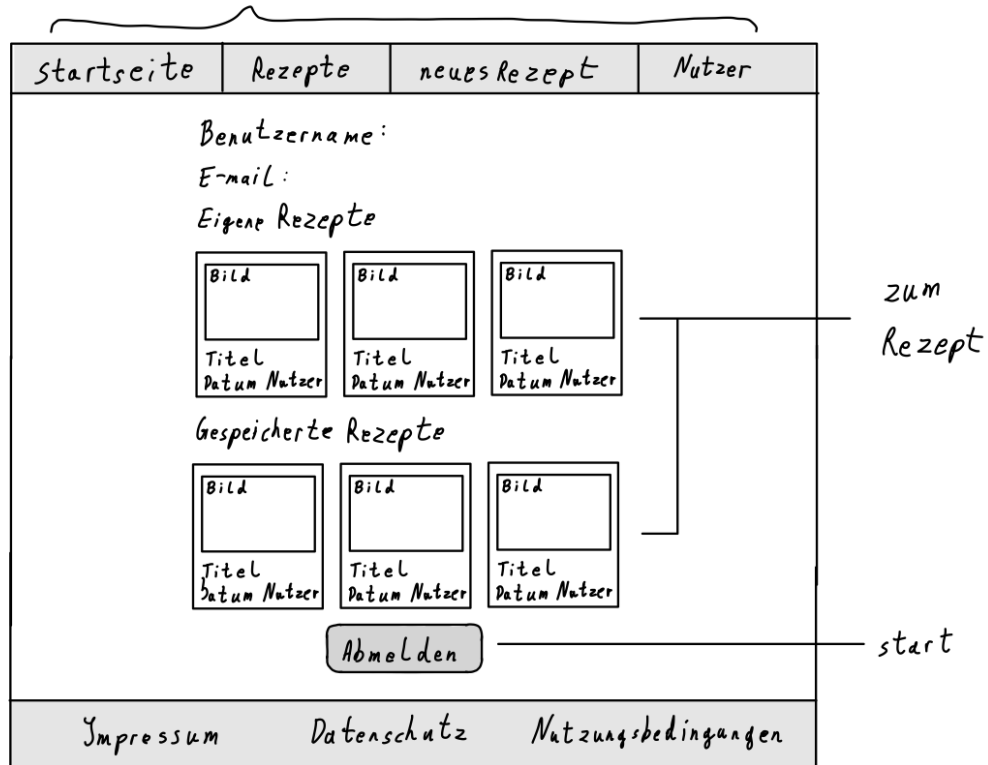 Startseite Rezepte neues Rezept Nutzer
Benutzername:
E-mail:
Eigene Rezepte
Bild Bild Bild
Titel Titel Titel
Datum Nutzer Datum Nutzer Datum Nutzer
zum
Rezept
Gespeicherte Rezepte
Bild Bild Bild
Titel Titel Titel
Datum Nutzer Datum Nutzer Datum Nutzer
Abmelden
start
Impressum Datenschutz Nutzungsbedingungen